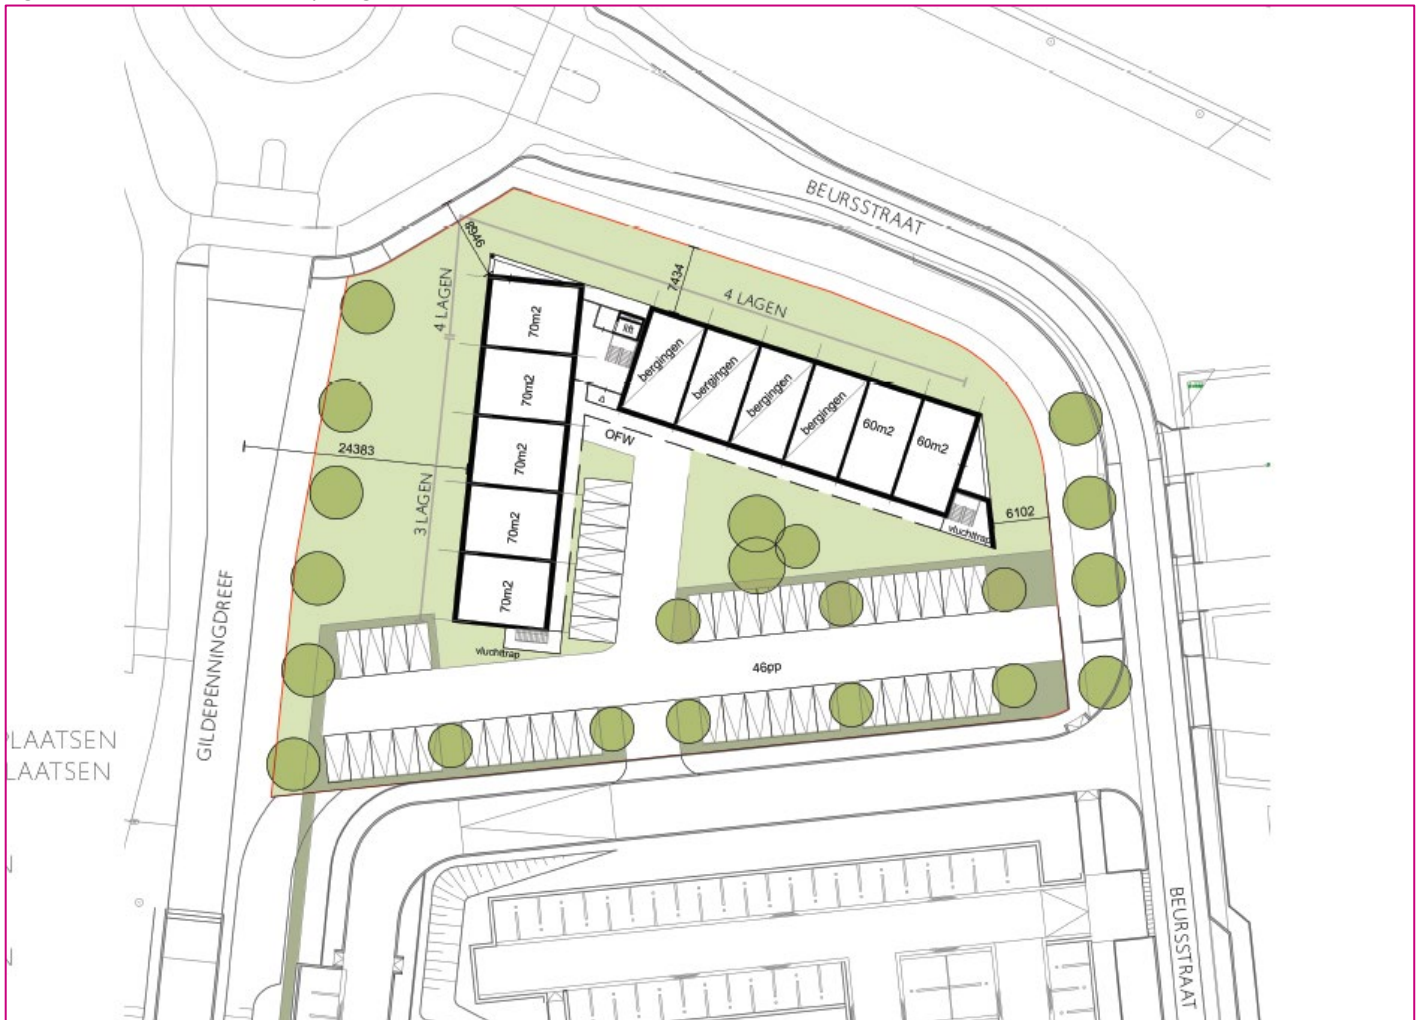 BEURSSTRAAT
8946
7434
4 LAGEN
4 LAGEN
70m2
lift
bergingen
bergingen
bergingen
bergingen
60m2
60m2
70m2
OFW
24383
70m2
3 LAGEN
70m2
6102
vluchttrap
70m2
vluchttrap
46pp
GILDEPENNINGDREEF
PLAATSEN
LAATSEN
N
BEURSSTRAAT
N